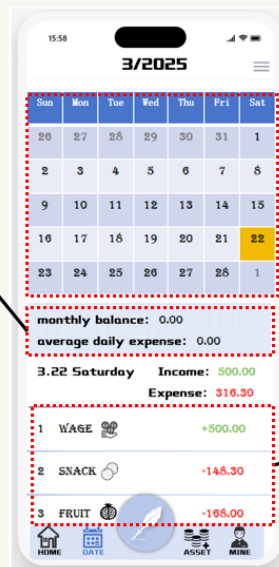 15:58
3/2025
Sun Mon Tue Wed Thu Fri Sat
26 27 28 29 30 31 1
2 3 4 5 6 7 8
9 10 11 12 13 14 15
16 17 18 19 20 21 22
23 24 25 26 27 28 1
monthly balance: 0.00
average daily expense: 0.00
3.22 Saturday Income: 500.00
Expense: 316.30
1 WAGE +500.00
2 SNACK -148.30
3 FRUIT -168.00
HOME DATE ASSET MINE